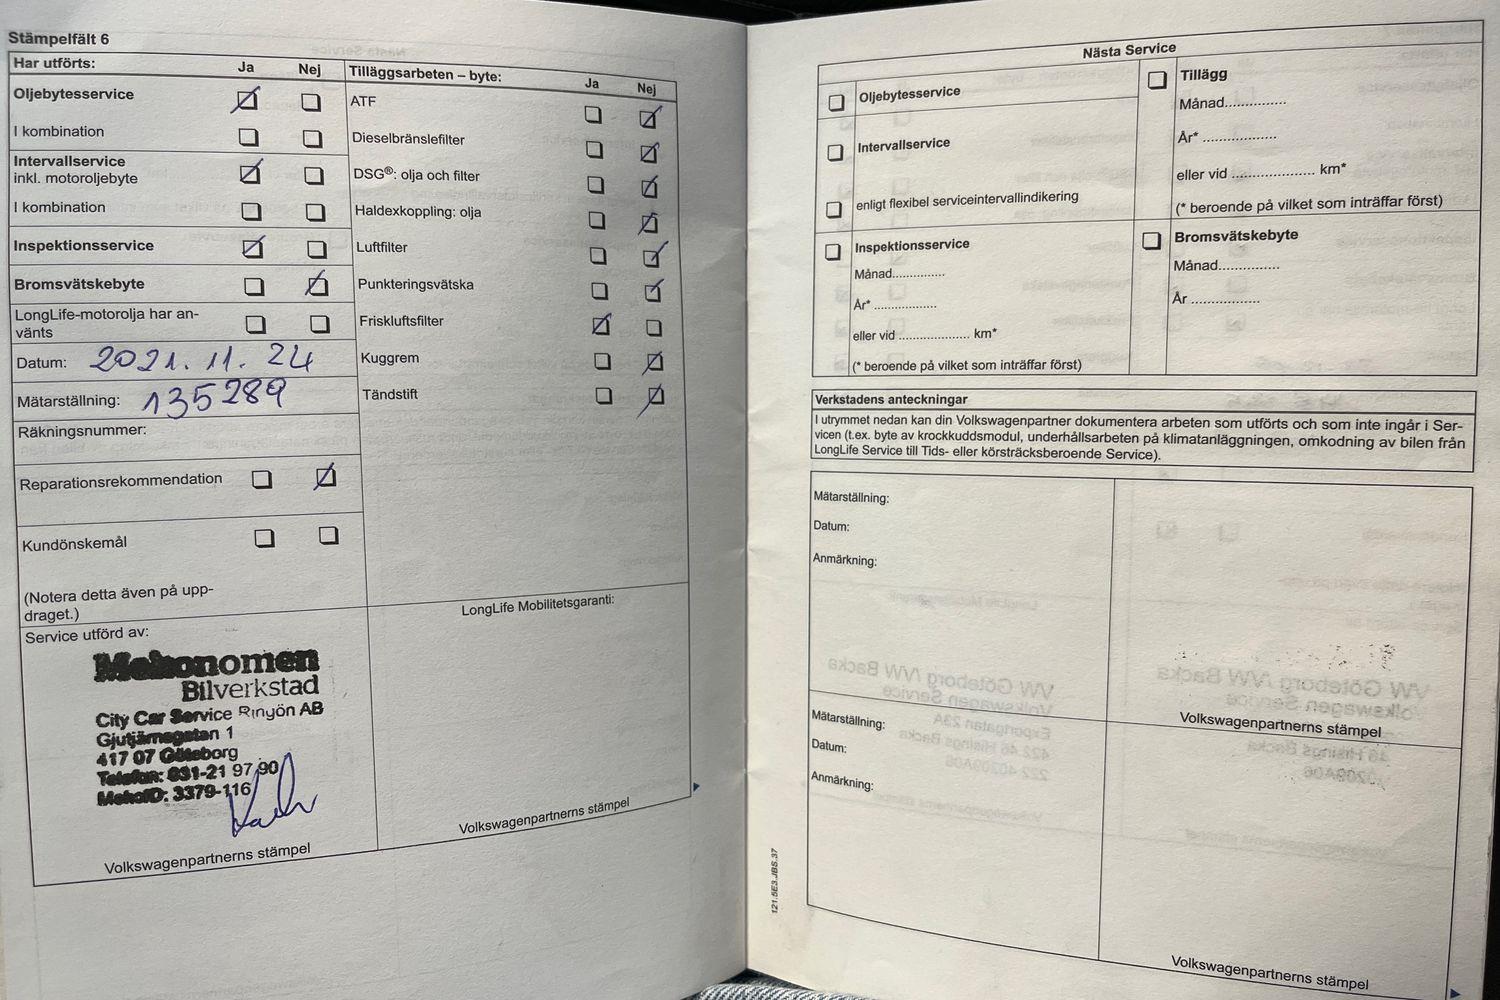 Stämpelfält 6
Har utförts: Ja Nej
Oljebytesservice
I kombination
Intervallservice
inkl. motoroljebyte
I kombination
Inspektionsservice
Bromsvätskebyte
LongLife-motorolja har an-
vänts
Datum: 2021.11.24
Mätarställning: 135289
Räkningsnummer:
Reparationsrekommendation
Kundönskemål
(Notera detta även på upp-
draget.)
Service utförd av:
Mekonomen
Bilverkstad
City Car Service Ringön AB
Gjutjärnsgatan 1
417 07 Göteborg
Telefon: 031-21 97 90
MekoID: 3379-116
Volkswagenpartnerns stämpel
Tilläggsarbeten – byte: Ja Nej
ATF
Dieselbränslefilter
DSG®: olja och filter
Haldexkoppling: olja
Luftfilter
Punkteringsvätska
Friskluftsfilter
Kuggrem
Tändstift
LongLife Mobilitetsgaranti:
Volkswagenpartnerns stämpel
Nästa Service
Oljebytesservice
Intervallservice
enligt flexibel serviceintervallindikering
Inspektionsservice
Månad..............
År* .................
eller vid ................... km*
(* beroende på vilket som inträffar först)
Tillägg
Månad..............
År* .................
eller vid ..................... km*
(* beroende på vilket som inträffar först)
Bromsvätskebyte
Månad..............
År ................
Verkstadens anteckningar
I utrymmet nedan kan din Volkswagenpartner dokumentera arbeten som utförts och som inte ingår i Ser-
vicen (t.ex. byte av krockkuddsmodul, underhållsarbeten på klimatanläggningen, omkodning av bilen från
LongLife Service till Tids- eller körsträcksberoende Service).
Mätarställning:
Datum:
Anmärkning:
Volkswagenpartnerns stämpel
Mätarställning:
Datum:
Anmärkning:
Volkswagenpartnerns stämpel
121.5E3.JBS.37